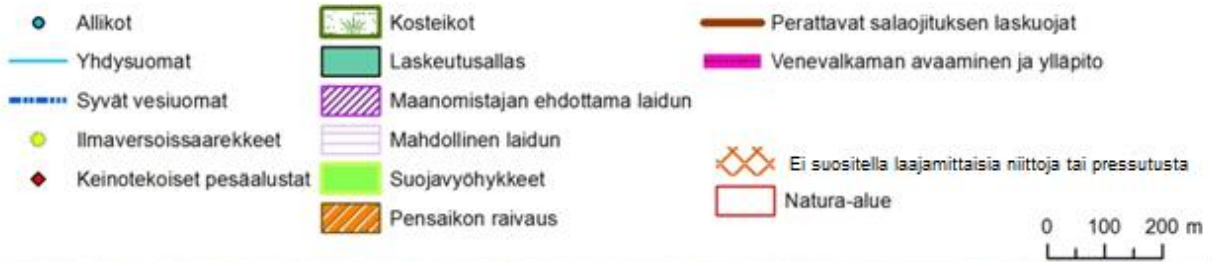 Allikot
Yhdysuomat
Syvät vesiuomat
Ilmaversoissaarekkeet
Keinotekoiset pesäalustat
Kosteikot
Laskeutusallas
Maanomistajan ehdottama laidun
Mahdollinen laidun
Suojavyöhykkeet
Pensaikon raivaus
Perattavat salaojituksen laskuojat
Venevalkaman avaaminen ja ylläpito
Ei suositella laajamittaisia niittoja tai pressutusta
Natura-alue
0 100 200 m